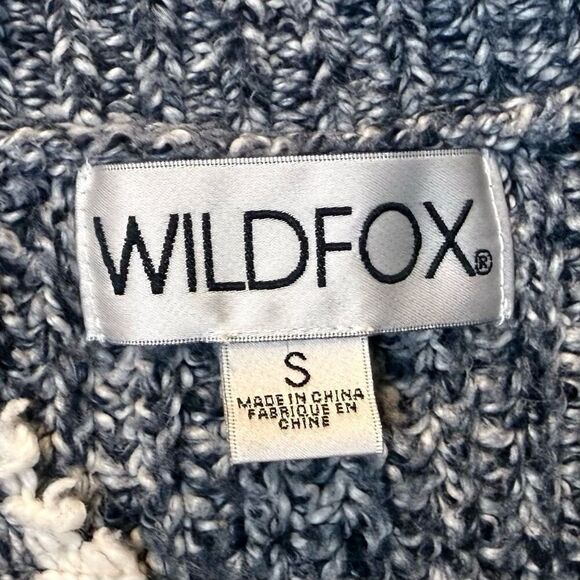 WILDFOX®
S
MADE IN CHINA
FABRIQUE EN
CHINE